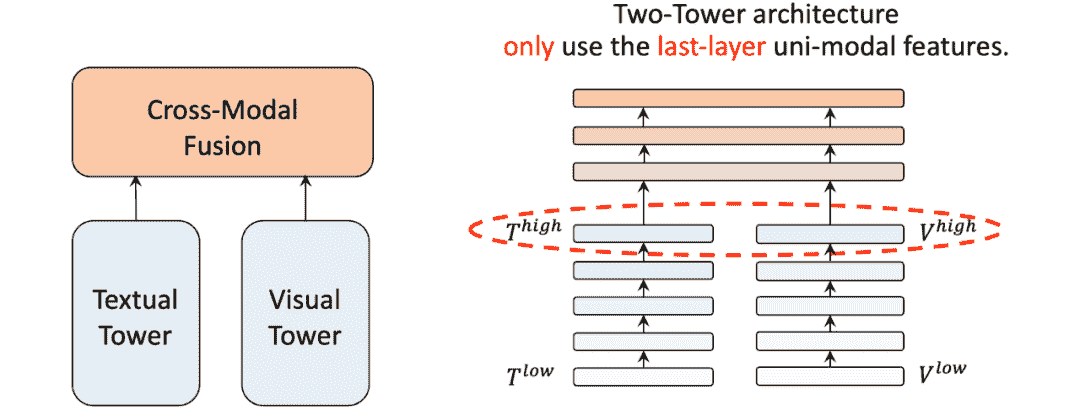 Two-Tower architecture
only use the last-layer uni-modal features.
Cross-Modal
Fusion
Textual
Tower
Visual
Tower
T^high
V^high
T^low
V^low